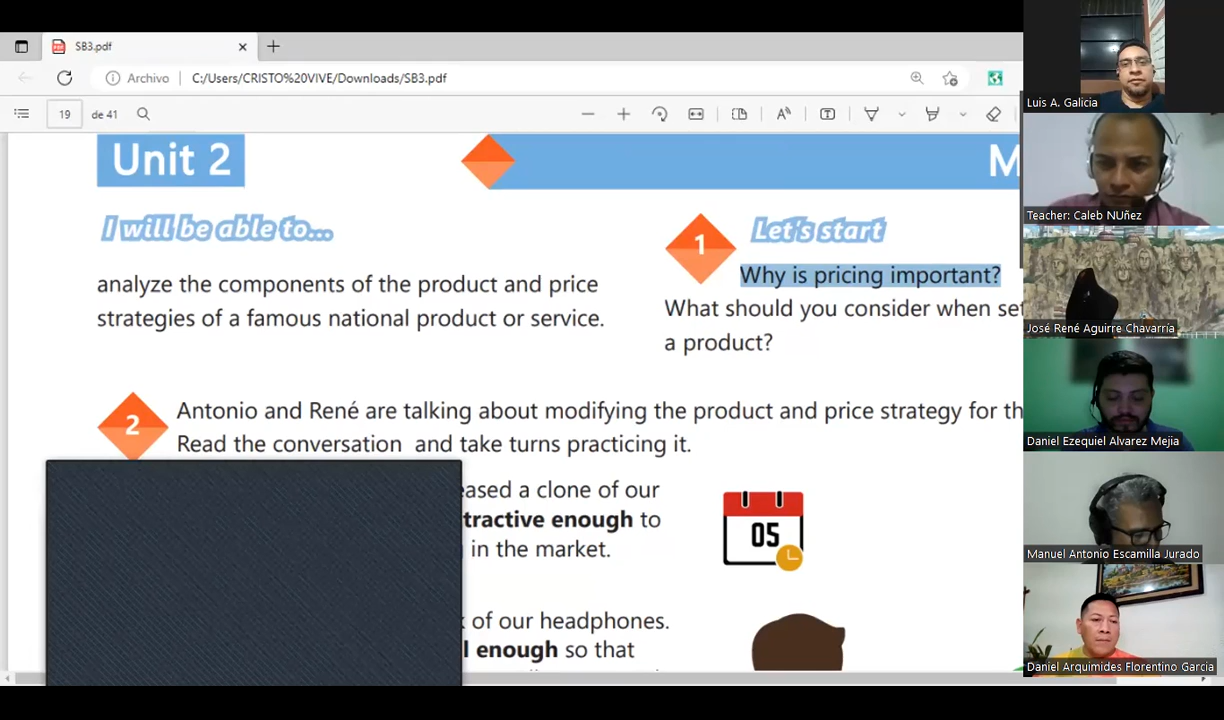 SB3.pdf
Archivo
C:/Users/CRISTO%20VIVE/Downloads/SB3.pdf
19
de 41
Unit 2
M
I will be able to...
analyze the components of the product and price
strategies of a famous national product or service.
1
Let's start
Why is pricing important?
What should you consider when set
a product?
2
Antonio and René are talking about modifying the product and price strategy for th
Read the conversation and take turns practicing it.
eased a clone of our
tractive enough to
in the market.
05
k of our headphones.
l enough so that
Luis A. Galicia
Teacher: Caleb NUñez
José René Aguirre Chavarría
Daniel Ezequiel Alvarez Mejia
Manuel Antonio Escamilla Jurado
Daniel Arquimides Florentino Garcia